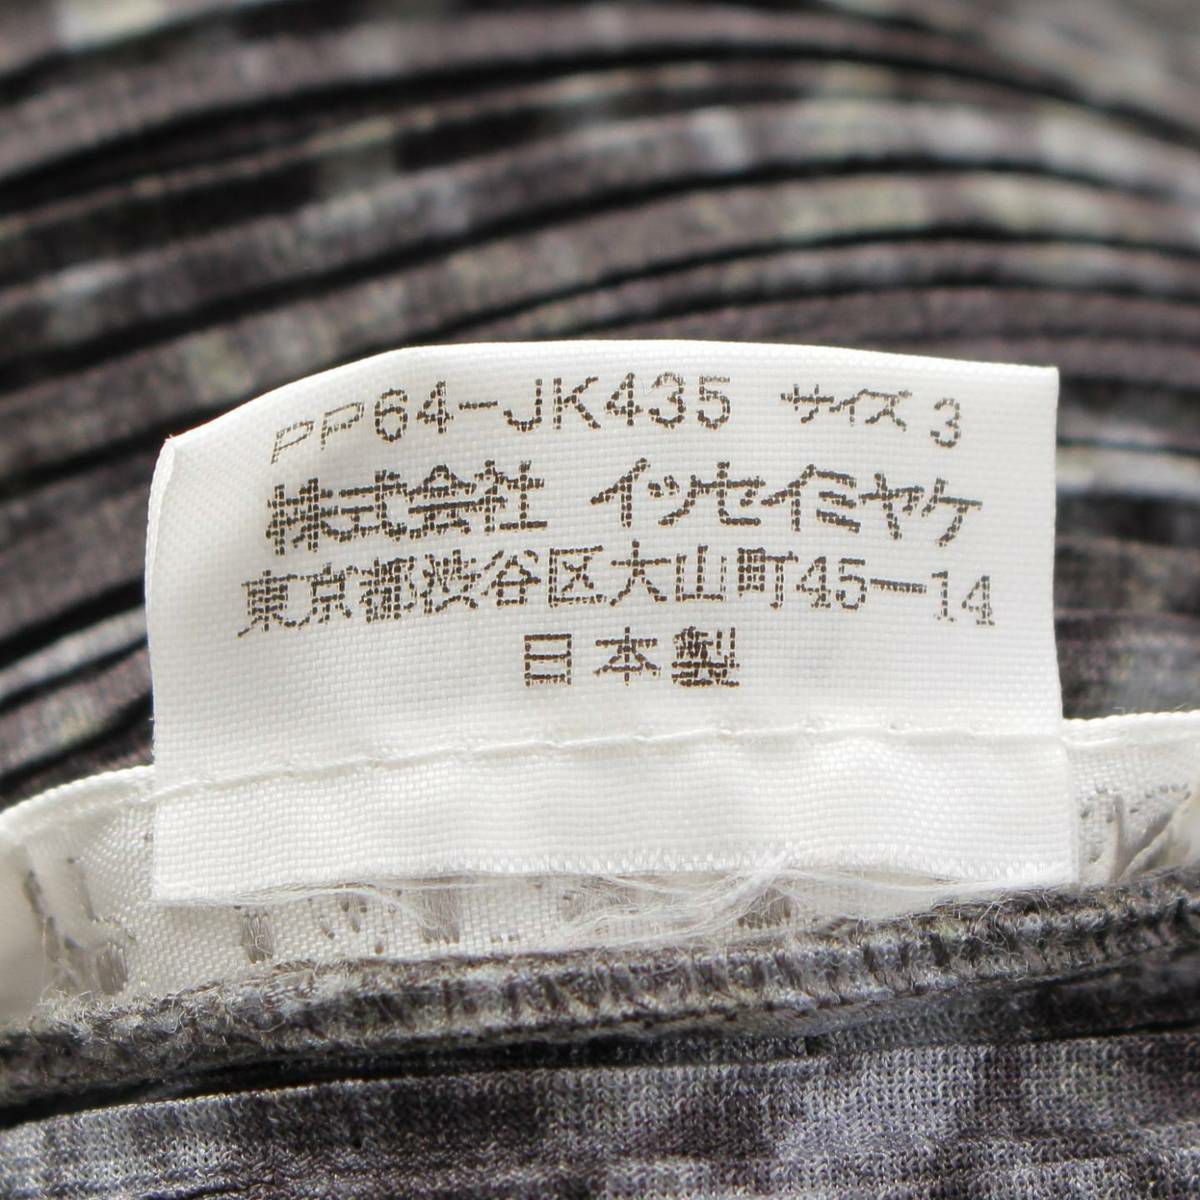 PP64-JK435 サイズ 3
株式会社 イッセイミヤケ
東京都渋谷区大山町45-14
日本製